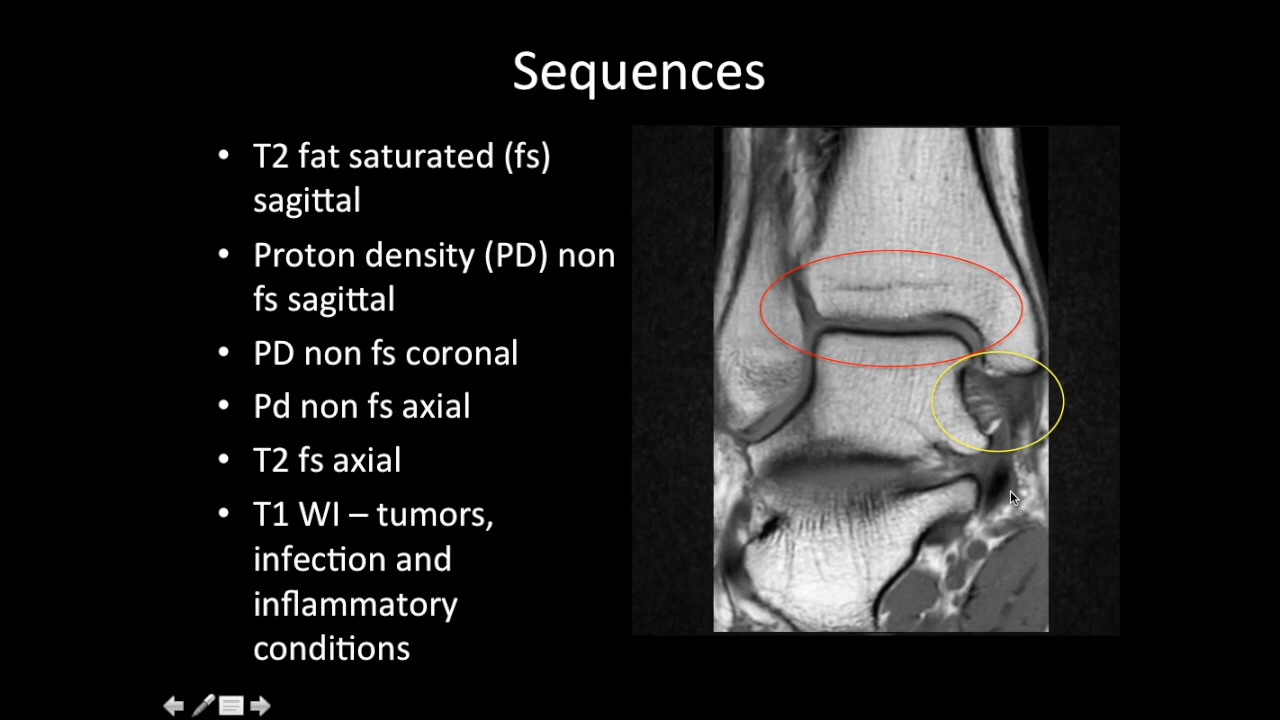 Sequences
• T2 fat saturated (fs)
sagittal
• Proton density (PD) non
fs sagittal
• PD non fs coronal
• Pd non fs axial
• T2 fs axial
• T1 WI – tumors,
infection and
inflammatory
conditions